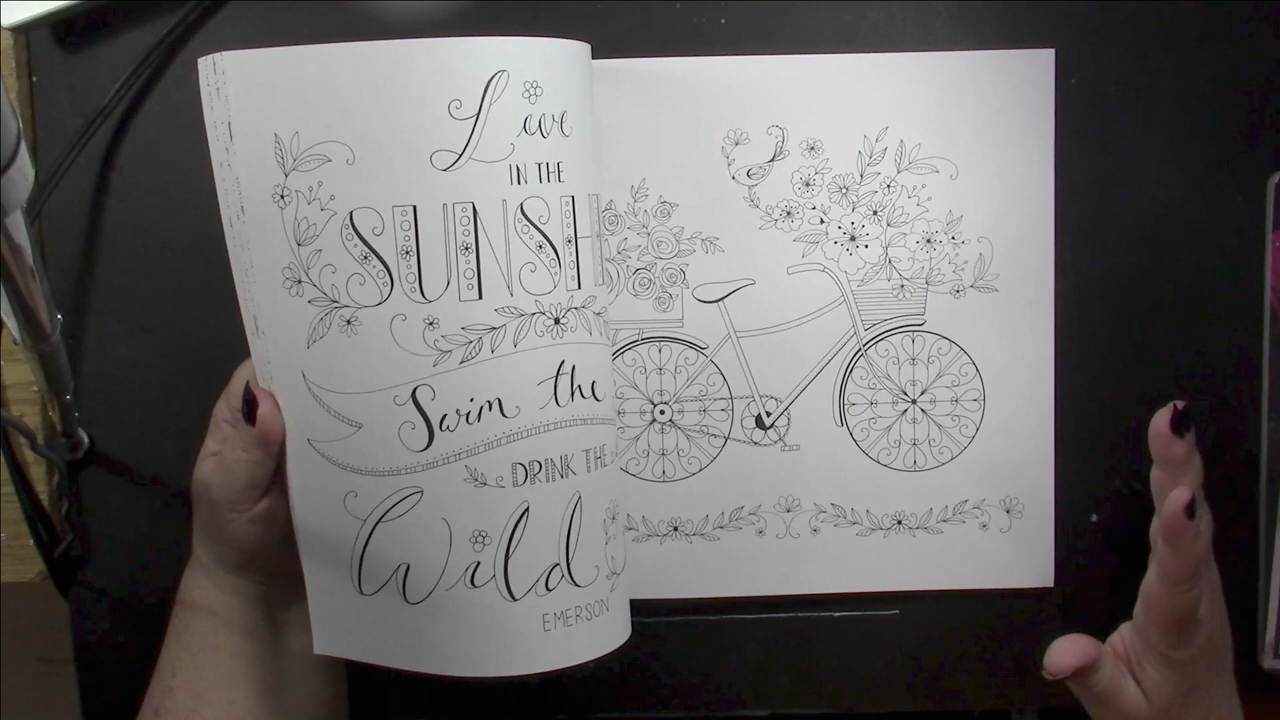 Live
IN THE
SUNSH
Swim the
DRINK THE
Wild
EMERSON